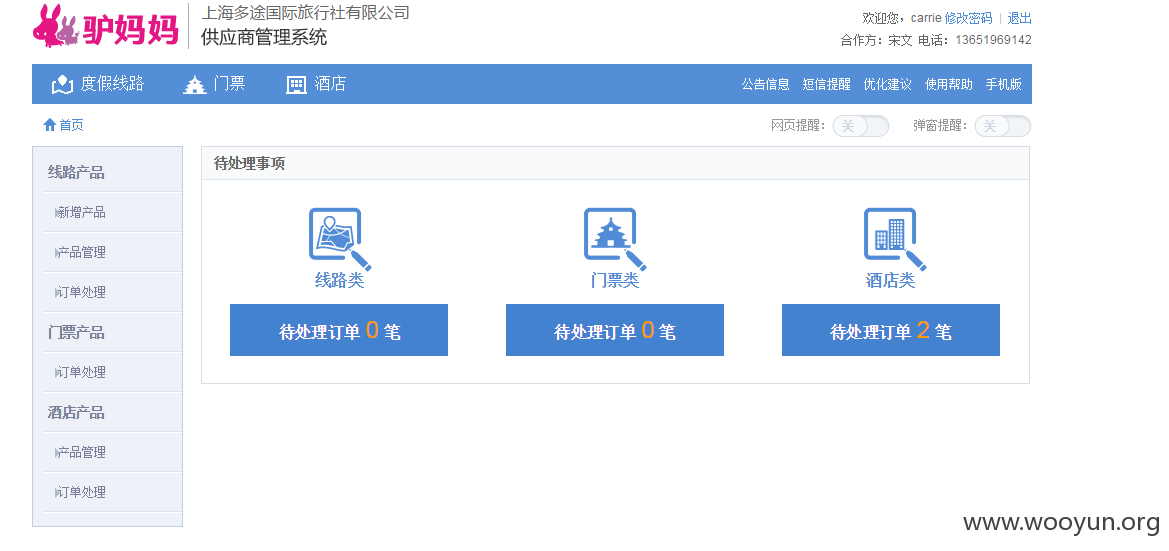 驴妈妈
上海多途国际旅行社有限公司
供应商管理系统
欢迎您，carrie 修改密码 | 退出
合作方：宋文 电话：13651969142
度假线路 门票 酒店
公告信息 短信提醒 优化建议 使用帮助 手机版
首页
网页提醒： 关 弹窗提醒： 关
线路产品
新增产品
产品管理
订单处理
门票产品
订单处理
酒店产品
产品管理
订单处理
待处理事项
线路类 门票类 酒店类
待处理订单 0 笔 待处理订单 0 笔 待处理订单 2 笔
www.wooyun.org